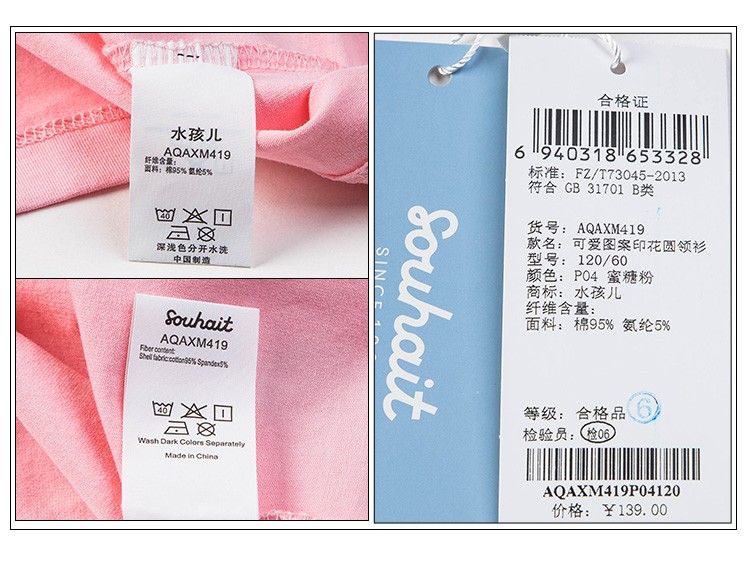 水孩儿
AQAXM419
纤维含量:
面料: 棉95% 氨纶5%
40
深浅色分开水洗
中国制造
Souhait
AQAXM419
Fiber content:
Shell fabric:cotton95% Spandex5%
40
Wash Dark Colors Separately
Made in China
Souhait
合格证
6 940318 653328
标准: FZ/T73045-2013
符合 GB 31701 B类
货号: AQAXM419
款名: 可爱图案印花圆领衫
型号: 120/60
颜色: P04 蜜糖粉
商标: 水孩儿
纤维含量:
面料: 棉95% 氨纶5%
等级: 合格品 6
检验员: 检06
AQAXM419P04120
价格: ¥139.00